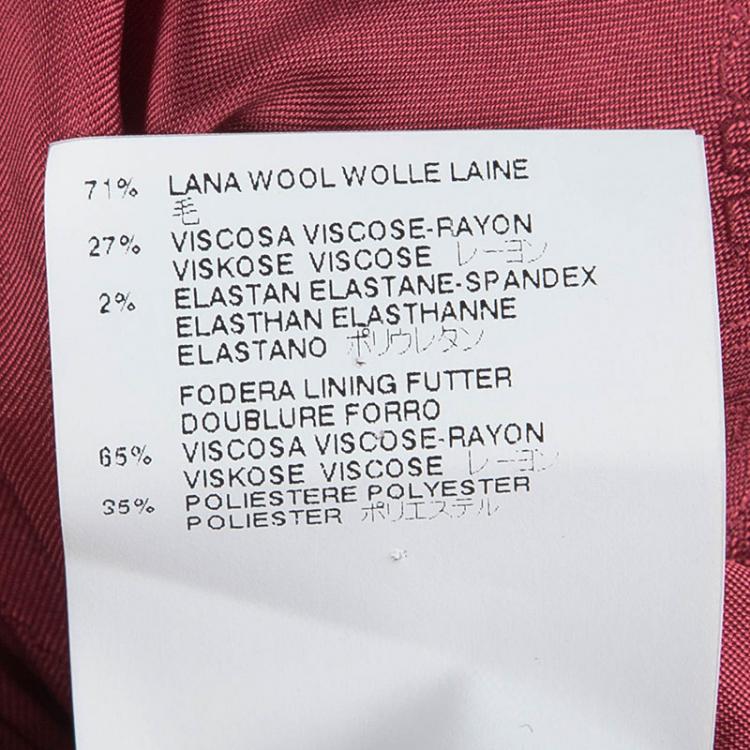 71% LANA WOOL WOLLE LAINE
毛
27% VISCOSA VISCOSE-RAYON
VISKOSE VISCOSE レーヨン
2% ELASTAN ELASTANE-SPANDEX
ELASTHAN ELASTHANNE
ELASTANO ポリウレタン
FODERA LINING FUTTER
DOUBLURE FORRO
65% VISCOSA VISCOSE-RAYON
VISKOSE VISCOSE レーヨン
35% POLIESTERE POLYESTER
POLIESTER ポリエステル